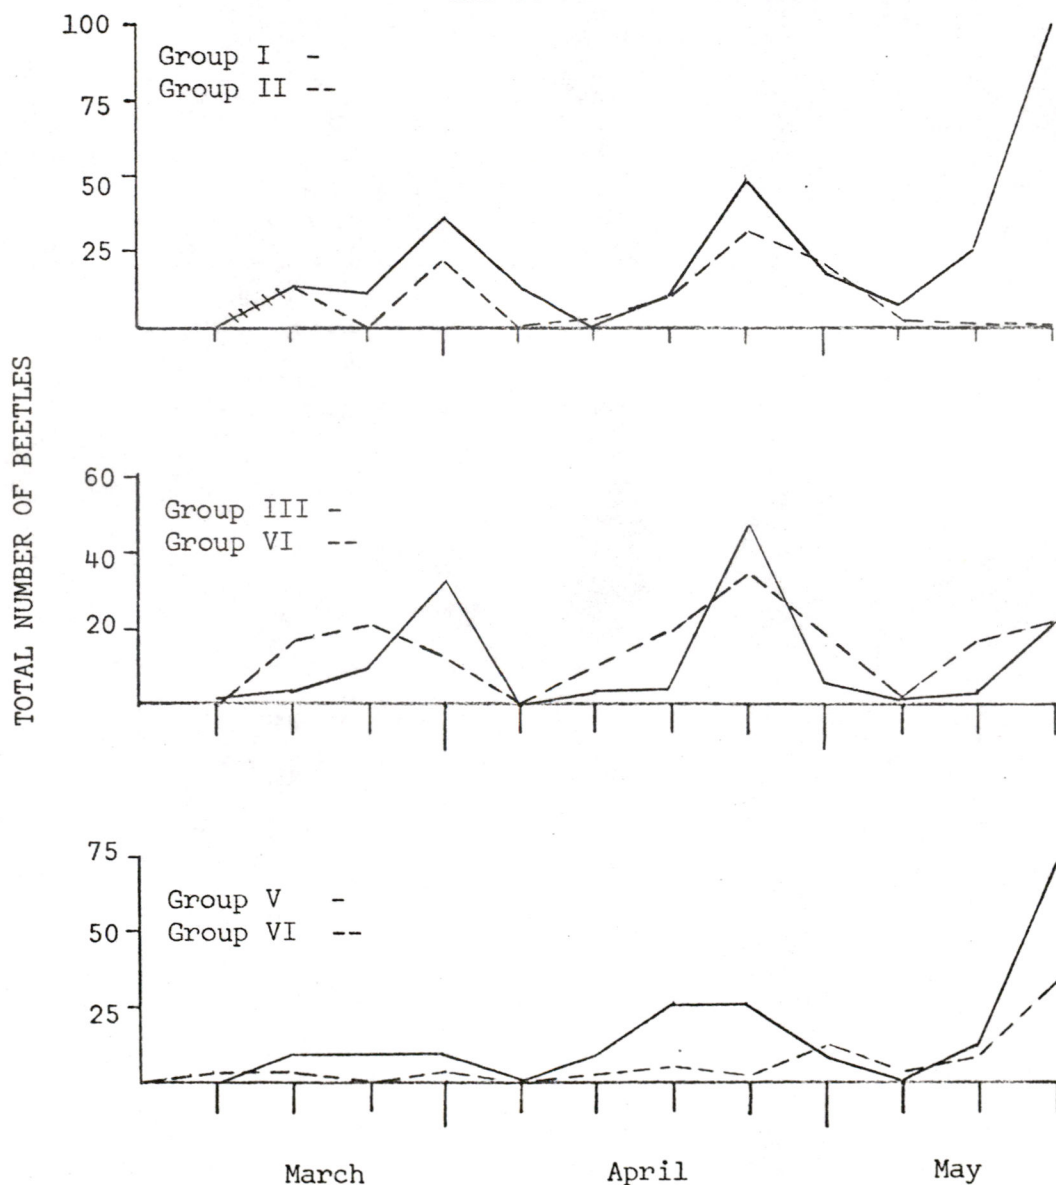 TOTAL NUMBER OF BEETLES
100
75
50
25
Group I -
Group II --
60
40
20
Group III -
Group VI --
75
50
25
Group V -
Group VI --
March April May